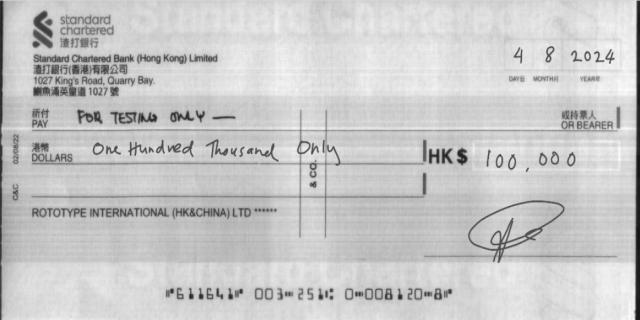 standard
chartered
渣打銀行
Standard Chartered Bank (Hong Kong) Limited
渣打銀行(香港)有限公司
1027 King's Road, Quarry Bay.
鰂魚涌英皇道 1027 號
4 8 2024
DAY日 MONTH月 YEAR年
祈付
PAY FOR TESTING ONLY —
或持票人
OR BEARER
港幣
DOLLARS One Hundred Thousand Only
HK$ 100,000
& CO.
C&C 02/08/22
ROTOTYPE INTERNATIONAL (HK&CHINA) LTD ******
⑈611641⑈ 003⑉251⑆ 0⑉008120⑉8⑈